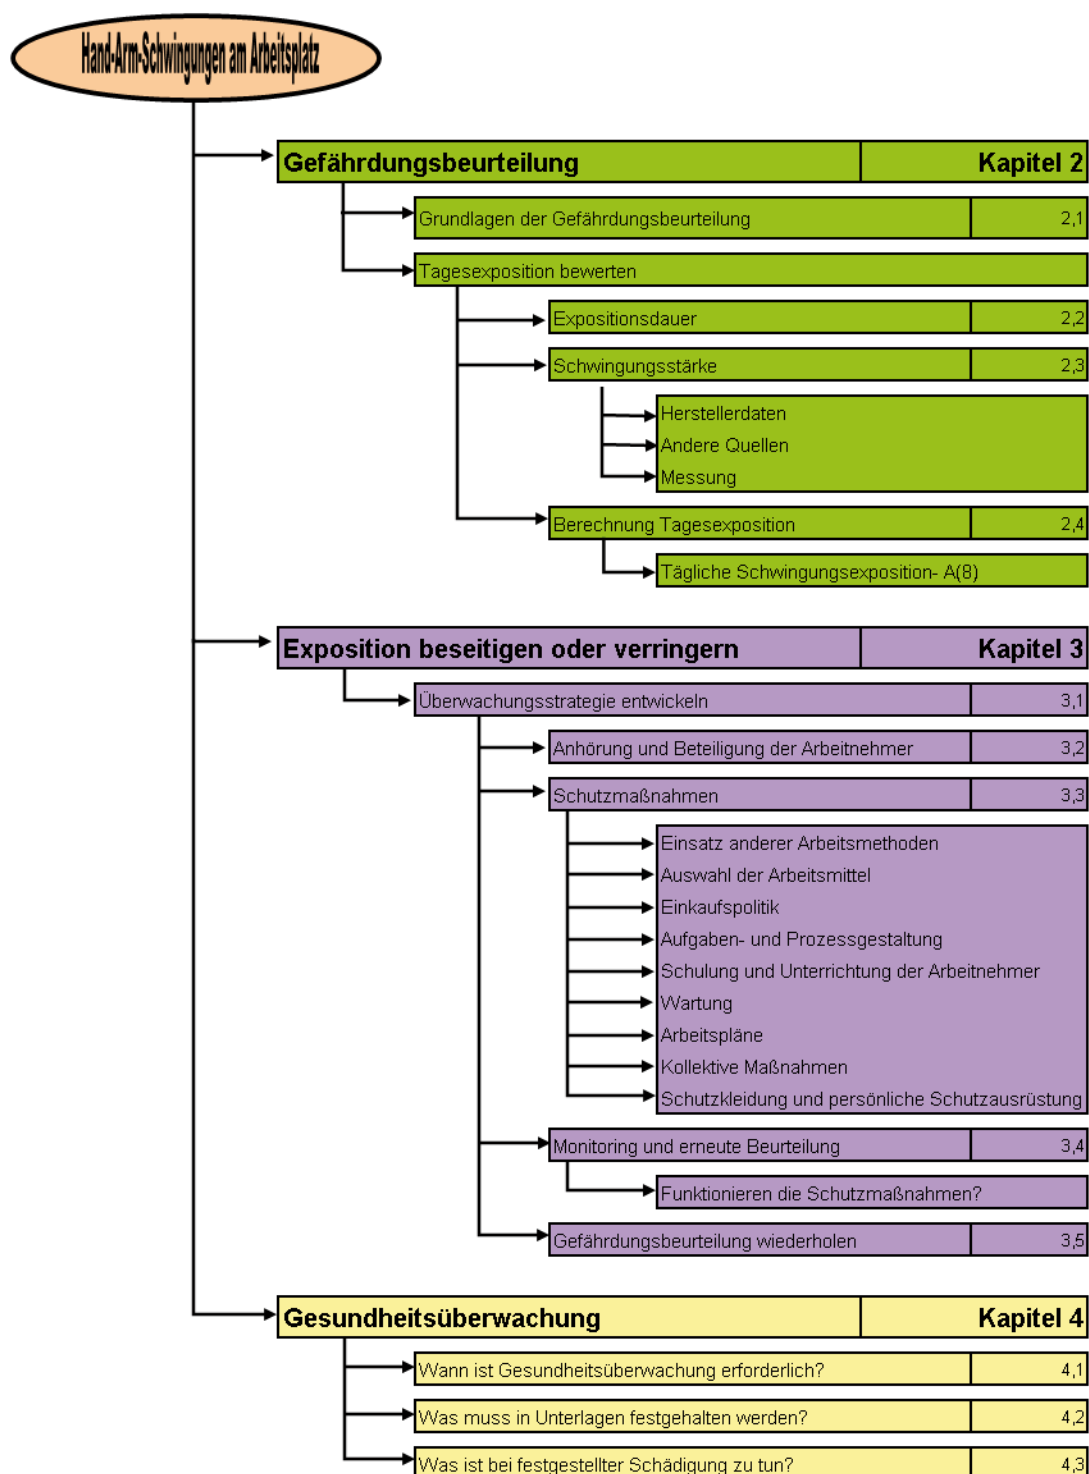 Hand-Arm-Schwingungen am Arbeitsplatz
Gefährdungsbeurteilung Kapitel 2
Grundlagen der Gefährdungsbeurteilung 2,1
Tagesexposition bewerten
Expositionsdauer 2,2
Schwingungsstärke 2,3
Herstellerdaten
Andere Quellen
Messung
Berechnung Tagesexposition 2,4
Tägliche Schwingungsexposition- A(8)
Exposition beseitigen oder verringern Kapitel 3
Überwachungsstrategie entwickeln 3,1
Anhörung und Beteiligung der Arbeitnehmer 3,2
Schutzmaßnahmen 3,3
Einsatz anderer Arbeitsmethoden
Auswahl der Arbeitsmittel
Einkaufspolitik
Aufgaben- und Prozessgestaltung
Schulung und Unterrichtung der Arbeitnehmer
Wartung
Arbeitspläne
Kollektive Maßnahmen
Schutzkleidung und persönliche Schutzausrüstung
Monitoring und erneute Beurteilung 3,4
Funktionieren die Schutzmaßnahmen?
Gefährdungsbeurteilung wiederholen 3,5
Gesundheitsüberwachung Kapitel 4
Wann ist Gesundheitsüberwachung erforderlich? 4,1
Was muss in Unterlagen festgehalten werden? 4,2
Was ist bei festgestellter Schädigung zu tun? 4,3